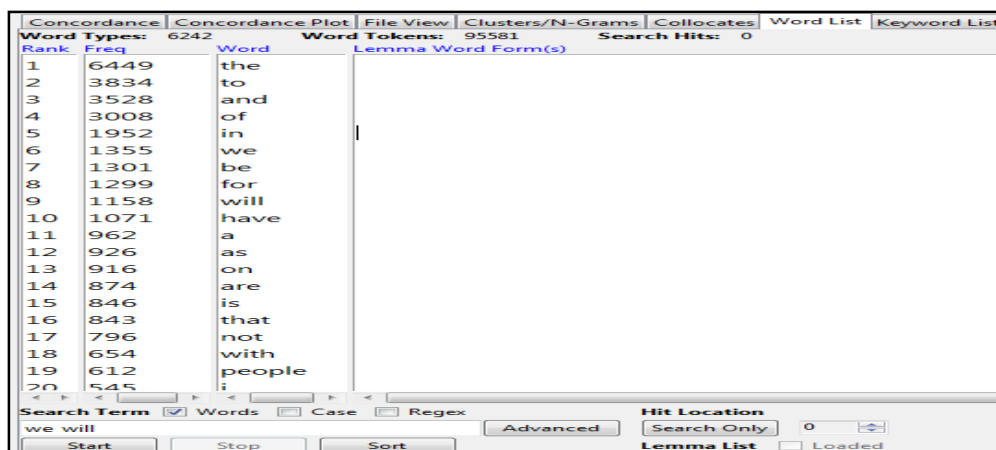 Concordance Concordance Plot File View Clusters/N-Grams Collocates Word List Keyword List
Word Types: 6242 Word Tokens: 95581 Search Hits: 0
Rank Freq Word Lemma Word Form(s)
1 6449 the
2 3834 to
3 3528 and
4 3008 of
5 1952 in
6 1355 we
7 1301 be
8 1299 for
9 1158 will
10 1071 have
11 962 a
12 926 as
13 916 on
14 874 are
15 846 is
16 843 that
17 796 not
18 654 with
19 612 people
20 545 i
Search Term Words Case Regex Hit Location
we will Advanced Search Only 0
Start Stop Sort Lemma List Loaded